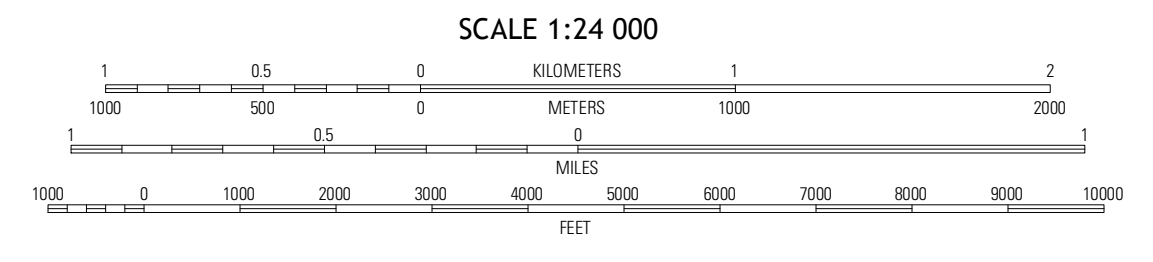 SCALE 1:24 000
1 0.5 0 KILOMETERS 1 2
1000 500 0 METERS 1000 2000
1 0.5 0 1
MILES
1000 0 1000 2000 3000 4000 5000 6000 7000 8000 9000 10000
FEET